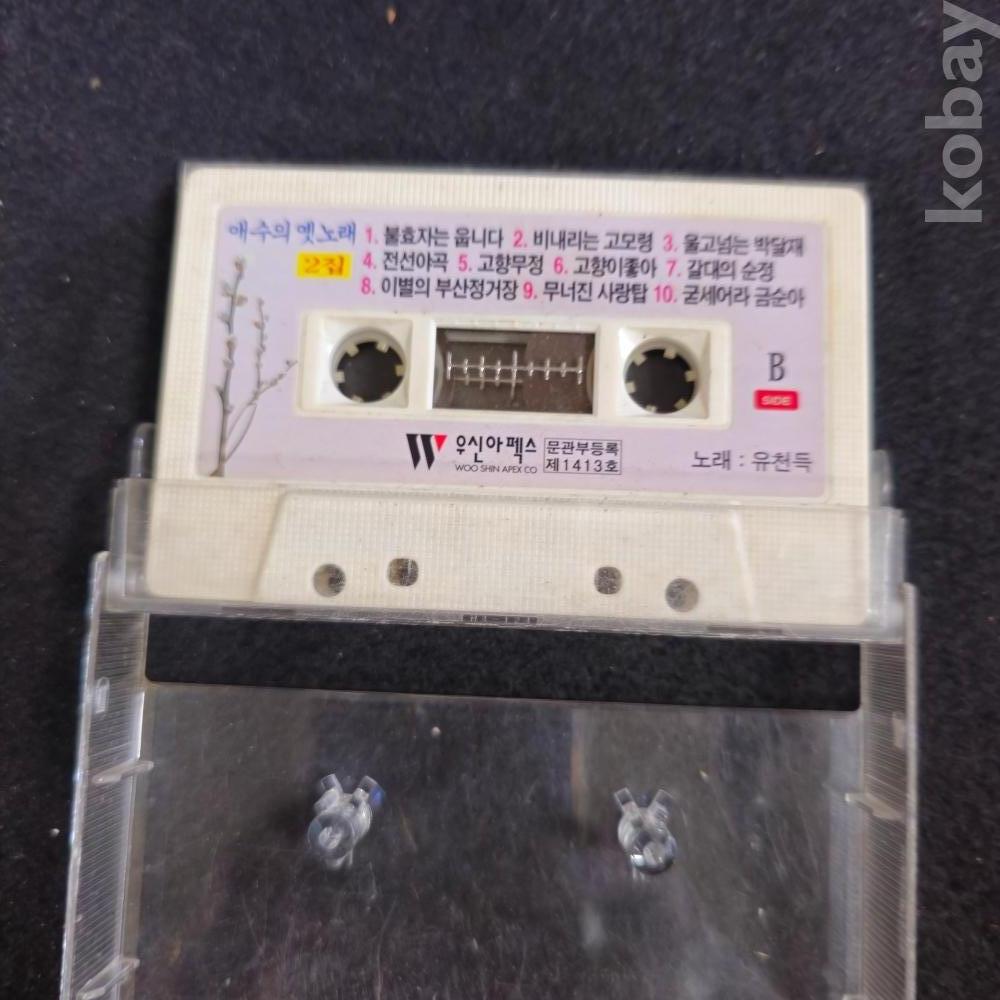 kobay
애수의 옛노래 1. 불효자는 웁니다 2. 비내리는 고모령 3. 울고넘는 박달재
2집 4. 전선야곡 5. 고향무정 6. 고향이좋아 7. 갈대의 순정
8. 이별의 부산정거장 9. 무너진 사랑탑 10. 굳세어라 금순아
B
SIDE
우신아펙스 문관부등록
WOO SHIN APEX CO 제1413호
노래 : 유천득